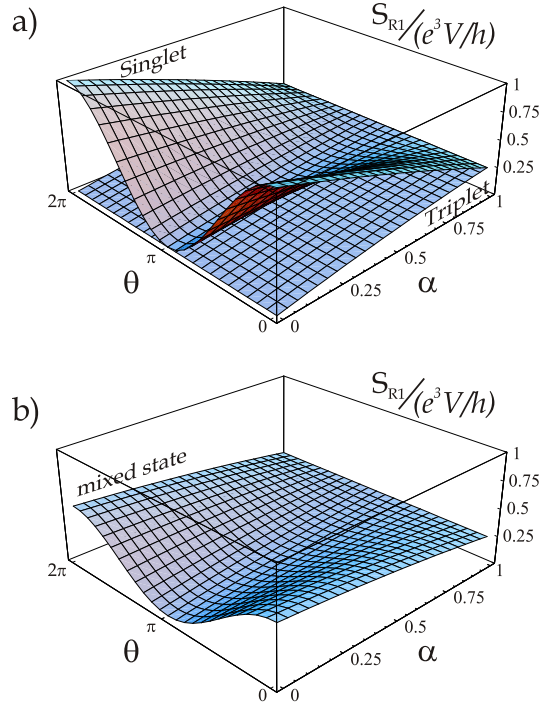 a)
S_R1/(e³V/h)
Singlet
1
0.75
0.5
0.25
2π
Triplet
1
0.75
π
0.5
θ
0.25
α
0
0
b)
S_R1/(e³V/h)
mixed state
1
0.75
0.5
0.25
2π
1
0.75
π
0.5
θ
0.25
α
0
0